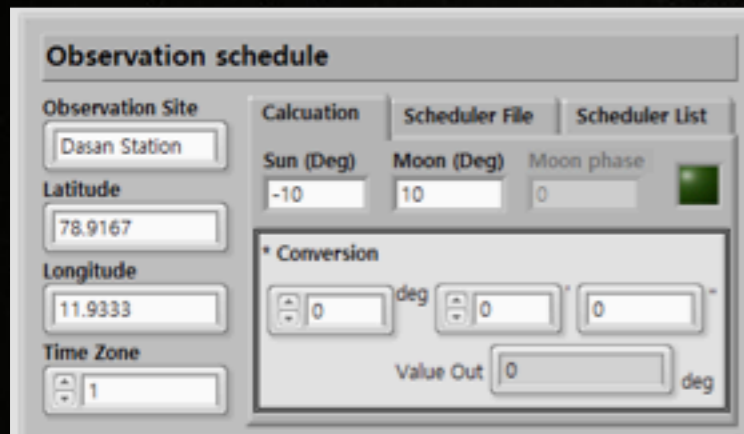 Observation schedule
Observation Site
Dasan Station
Latitude
78.9167
Longitude
11.9333
Time Zone
1
Calcuation Scheduler File Scheduler List
Sun (Deg) Moon (Deg) Moon phase
-10 10 0
* Conversion
0 deg 0 ' 0 "
Value Out 0 deg